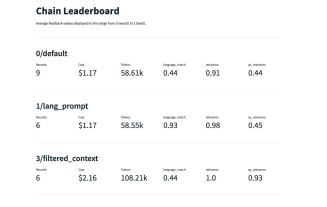 Chain Leaderboard
Average feedback values displayed in the range from 0 (worst) to 1 (best).
0/default
Records Cost Tokens language_match relevance qs_relevance
9 $1.17 58.61k 0.44 0.91 0.44
1/lang_prompt
Records Cost Tokens language_match relevance qs_relevance
6 $1.17 58.55k 0.93 0.98 0.45
3/filtered_context
Records Cost Tokens language_match relevance qs_relevance
6 $2.16 108.21k 0.44 1.0 0.93